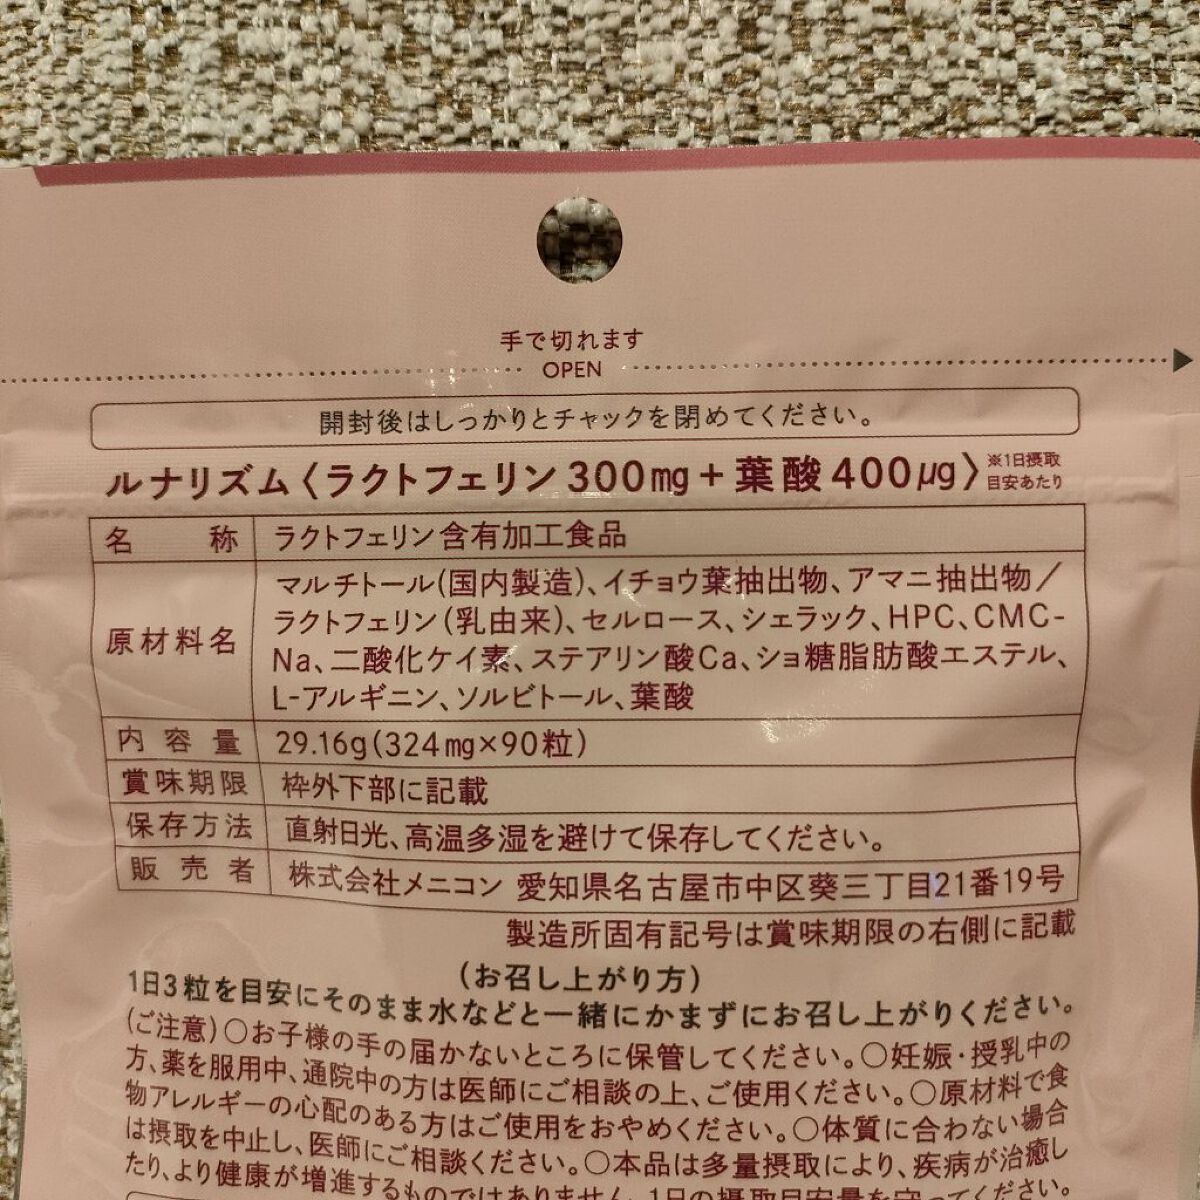 手で切れます
OPEN
開封後はしっかりとチャックを閉めてください。
ルナリズム〈ラクトフェリン300mg+葉酸400μg〉※1日摂取
目安あたり
名称 ラクトフェリン含有加工食品
原材料名 マルチトール(国内製造)、イチョウ葉抽出物、アマニ抽出物/
ラクトフェリン(乳由来)、セルロース、シェラック、HPC、CMC-
Na、二酸化ケイ素、ステアリン酸Ca、ショ糖脂肪酸エステル、
L-アルギニン、ソルビトール、葉酸
内容量 29.16g(324mg×90粒)
賞味期限 枠外下部に記載
保存方法 直射日光、高温多湿を避けて保存してください。
販売者 株式会社メニコン 愛知県名古屋市中区葵三丁目21番19号
製造所固有記号は賞味期限の右側に記載
(お召し上がり方)
1日3粒を目安にそのまま水などと一緒にかまずにお召し上がりください。
(ご注意)○お子様の手の届かないところに保管してください。○妊娠・授乳中の
方、薬を服用中、通院中の方は医師にご相談の上、ご使用ください。○原材料で食
物アレルギーの心配のある方はご使用をおやめください。○体質に合わない場合
は摂取を中止し、医師にご相談ください。○本品は多量摂取により、疾病が治癒し
たり、より健康が増進するものではありません。1日の摂取目安量を守ってください。